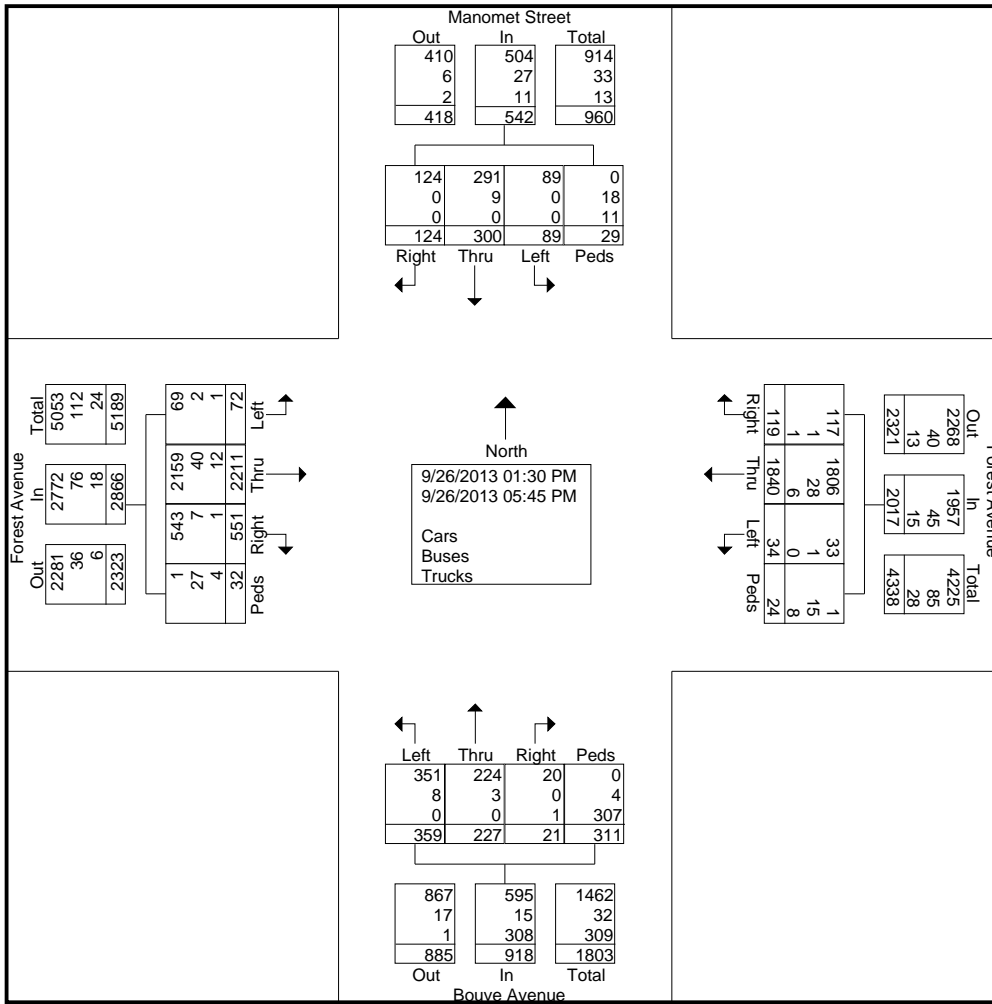 Manomet Street
Out In Total
410 504 914
6 27 33
2 11 13
418 542 960
124 291 89 0
0 9 0 18
0 0 0 11
124 300 89 29
Right Thru Left Peds
Forest Avenue
Total In Out
5053 2772 2281
112 76 36
24 18 6
5189 2866 2323
69 2159 543 1
2 40 7 27
1 12 1 4
72 2211 551 32
Left Thru Right Peds
North
9/26/2013 01:30 PM
9/26/2013 05:45 PM
Cars
Buses
Trucks
Right Thru Left Peds
117 1806 33 1
1 28 1 15
1 6 0 8
119 1840 34 24
Forest Avenue
Out In Total
2268 1957 4225
40 45 85
13 15 28
2321 2017 4338
Left Thru Right Peds
351 224 20 0
8 3 0 4
0 0 1 307
359 227 21 311
867 595 1462
17 15 32
1 308 309
885 918 1803
Out In Total
Bouve Avenue